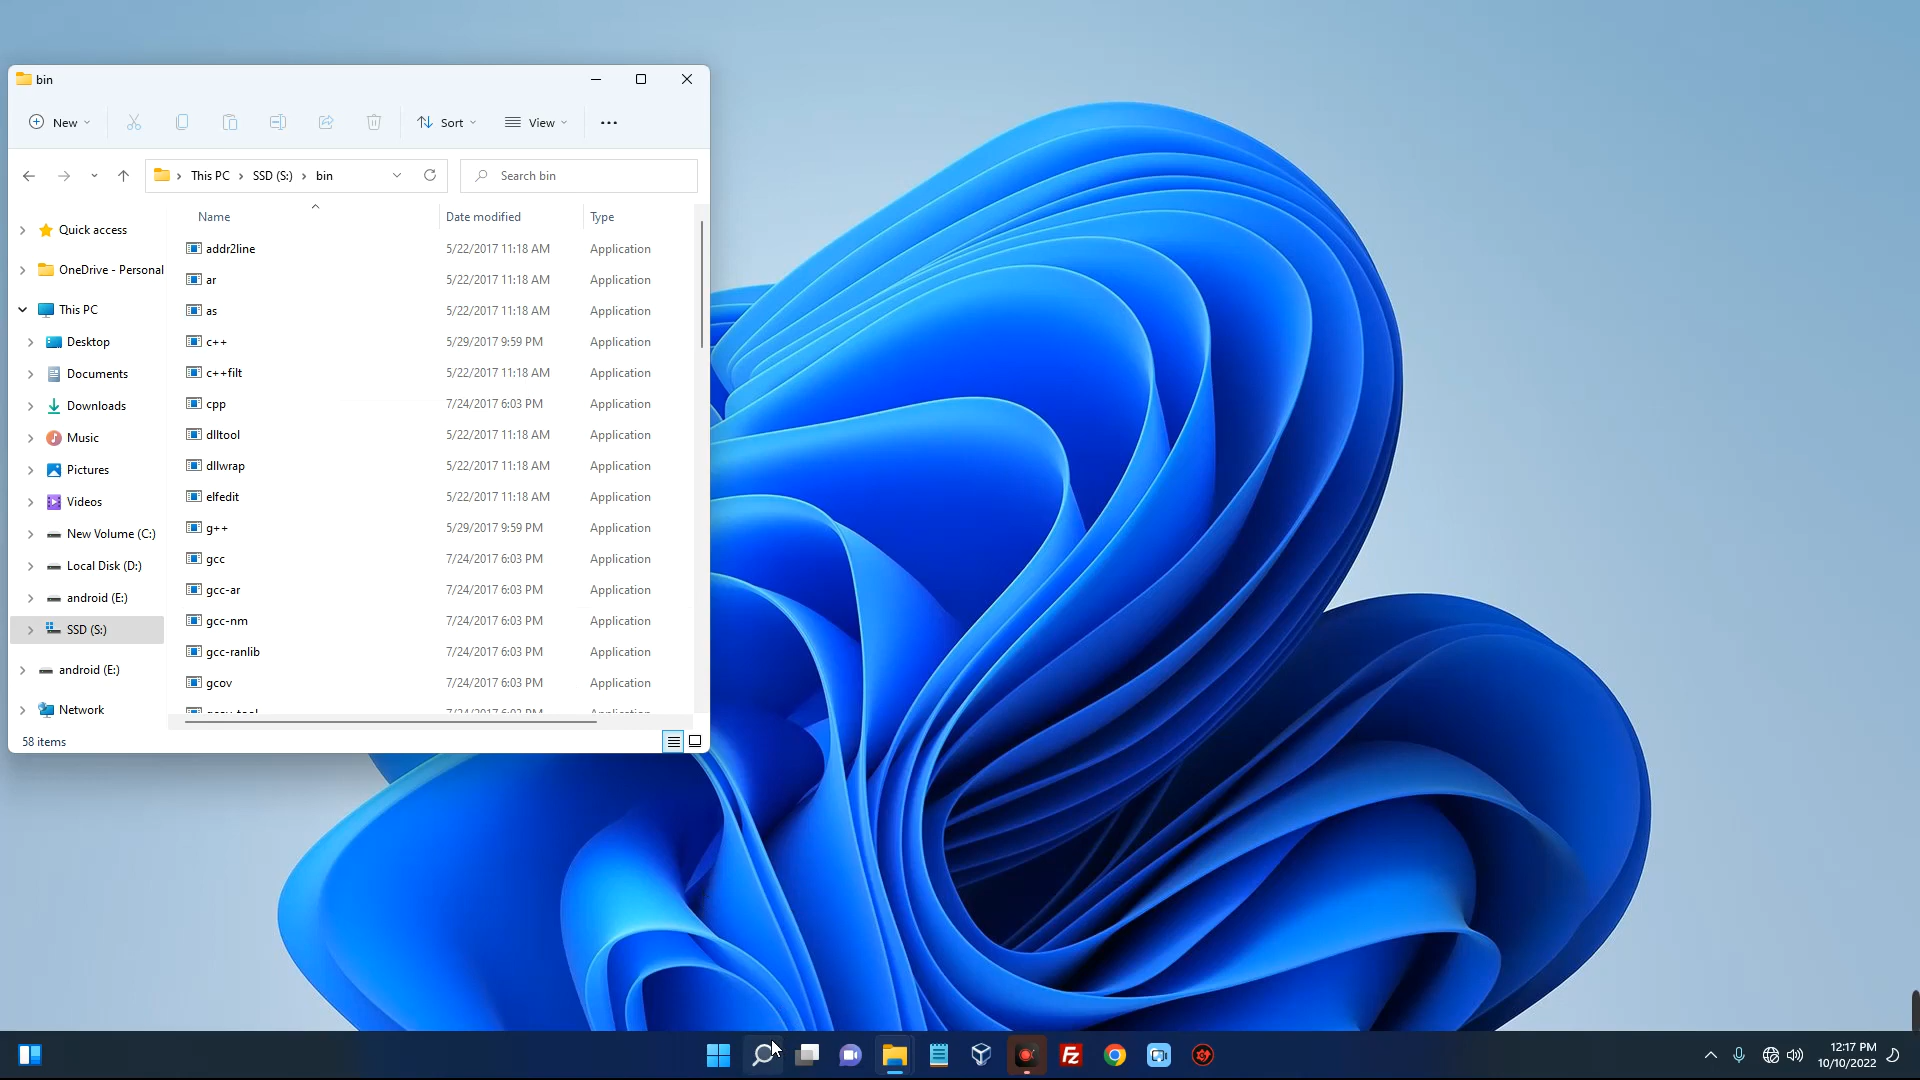 bin
New
Sort
View
This PC
SSD (S:)
bin
Search bin
Name Date modified Type
Quick access
OneDrive - Personal
This PC
Desktop
Documents
Downloads
Music
Pictures
Videos
New Volume (C:)
Local Disk (D:)
android (E:)
SSD (S:)
android (E:)
Network
addr2line 5/22/2017 11:18 AM Application
ar 5/22/2017 11:18 AM Application
as 5/22/2017 11:18 AM Application
c++ 5/29/2017 9:59 PM Application
c++filt 5/22/2017 11:18 AM Application
cpp 7/24/2017 6:03 PM Application
dlltool 5/22/2017 11:18 AM Application
dllwrap 5/22/2017 11:18 AM Application
elfedit 5/22/2017 11:18 AM Application
g++ 5/29/2017 9:59 PM Application
gcc 7/24/2017 6:03 PM Application
gcc-ar 7/24/2017 6:03 PM Application
gcc-nm 7/24/2017 6:03 PM Application
gcc-ranlib 7/24/2017 6:03 PM Application
gcov 7/24/2017 6:03 PM Application
58 items
Fz
12:17 PM
10/10/2022